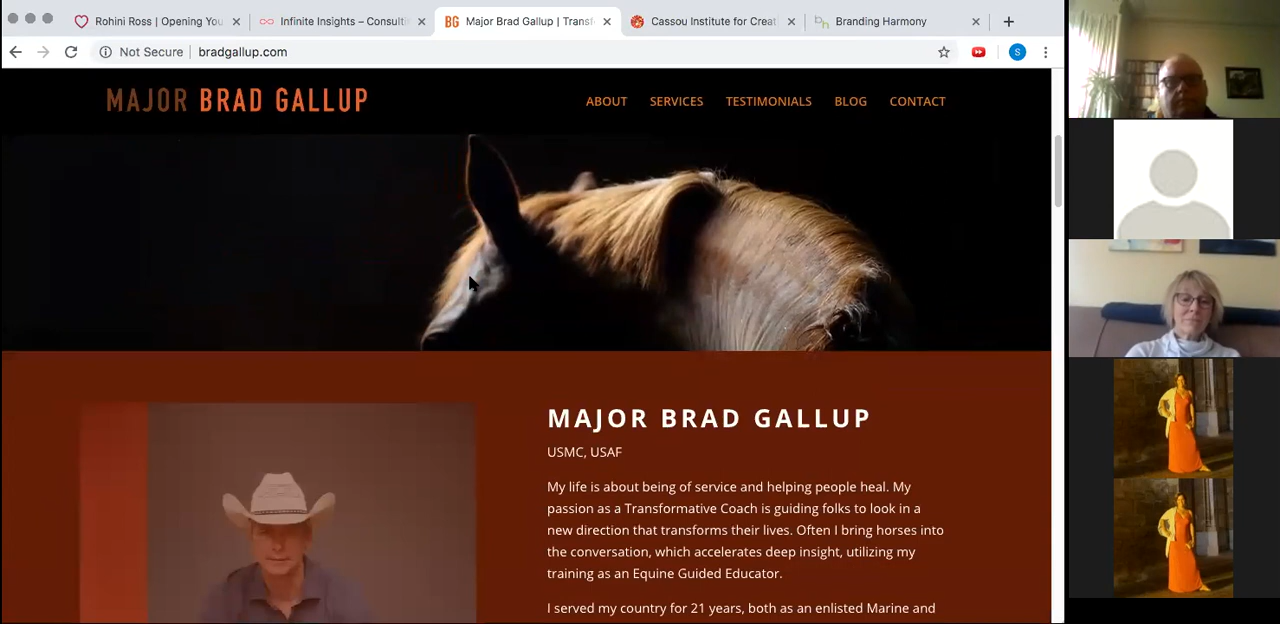 Rohini Ross | Opening You
Infinite Insights – Consultin
BG Major Brad Gallup | Transf
Cassou Institute for Creat
bh Branding Harmony
Not Secure bradgallup.com
S
MAJOR BRAD GALLUP
ABOUT SERVICES TESTIMONIALS BLOG CONTACT
MAJOR BRAD GALLUP
USMC, USAF
My life is about being of service and helping people heal. My
passion as a Transformative Coach is guiding folks to look in a
new direction that transforms their lives. Often I bring horses into
the conversation, which accelerates deep insight, utilizing my
training as an Equine Guided Educator.
I served my country for 21 years, both as an enlisted Marine and